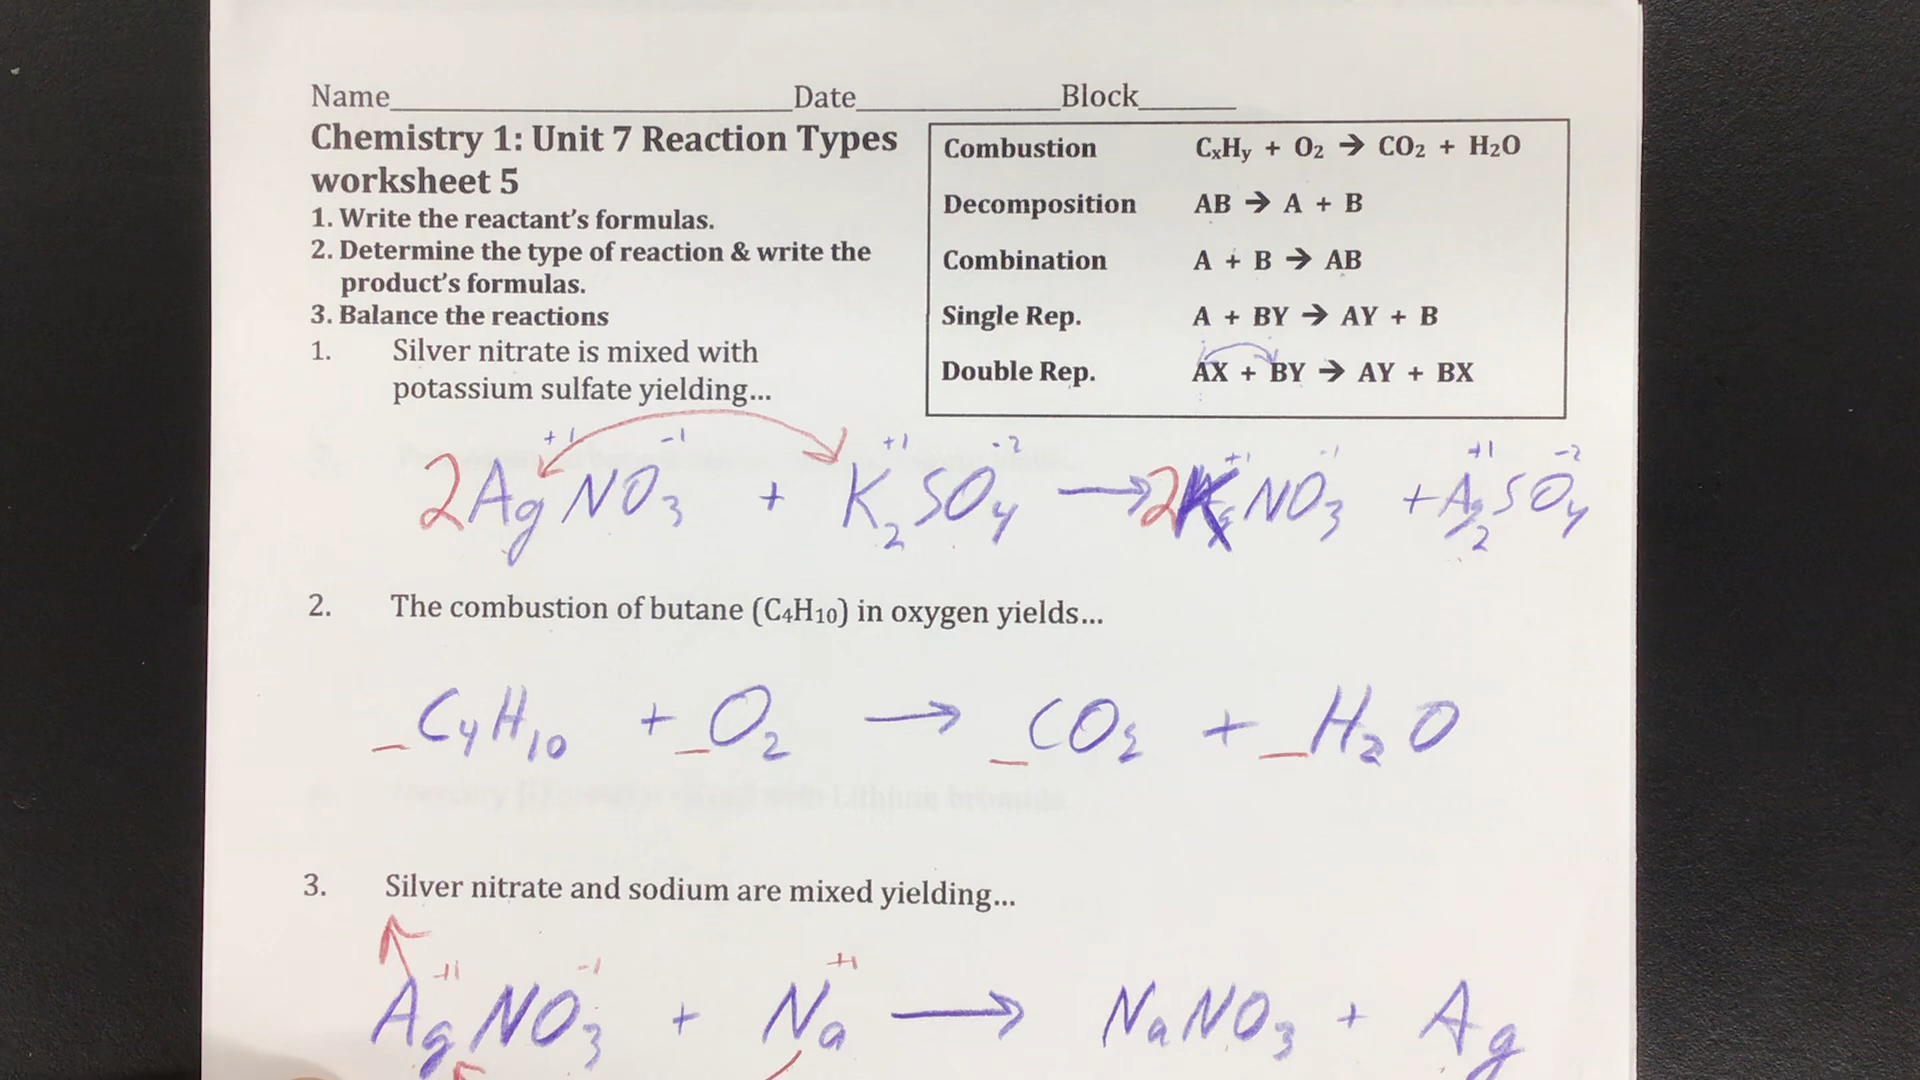 Name____________________Date____________Block______
Chemistry 1: Unit 7 Reaction Types
worksheet 5
1. Write the reactant's formulas.
2. Determine the type of reaction & write the
product's formulas.
3. Balance the reactions
Combustion CxHy + O2 → CO2 + H2O
Decomposition AB → A + B
Combination A + B → AB
Single Rep. A + BY → AY + B
Double Rep. AX + BY → AY + BX
1. Silver nitrate is mixed with
potassium sulfate yielding...
+1 -1 +1 -2 +1 -1 +1 -2
2AgNO3 + K2SO4 → 2KNO3 + Ag2SO4
2. The combustion of butane (C4H10) in oxygen yields...
_C4H10 + _O2 → _CO2 + _H2O
3. Silver nitrate and sodium are mixed yielding...
+1 -1 +1
AgNO3 + Na → NaNO3 + Ag